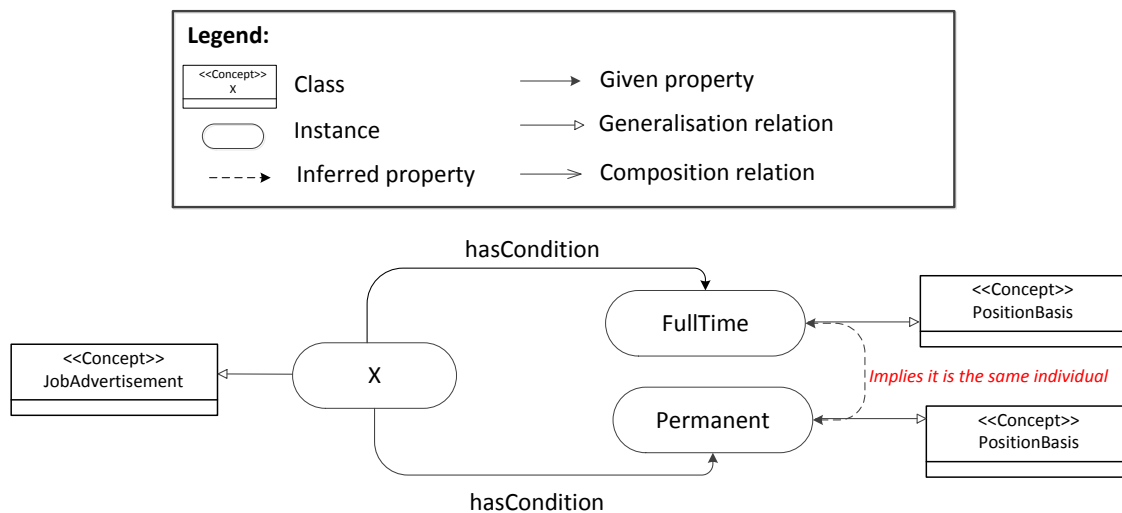 Legend:
<<Concept>>
X
Class
Given property
Instance
Generalisation relation
Inferred property
Composition relation
hasCondition
<<Concept>>
PositionBasis
FullTime
<<Concept>>
JobAdvertisement
X
Implies it is the same individual
Permanent
<<Concept>>
PositionBasis
hasCondition